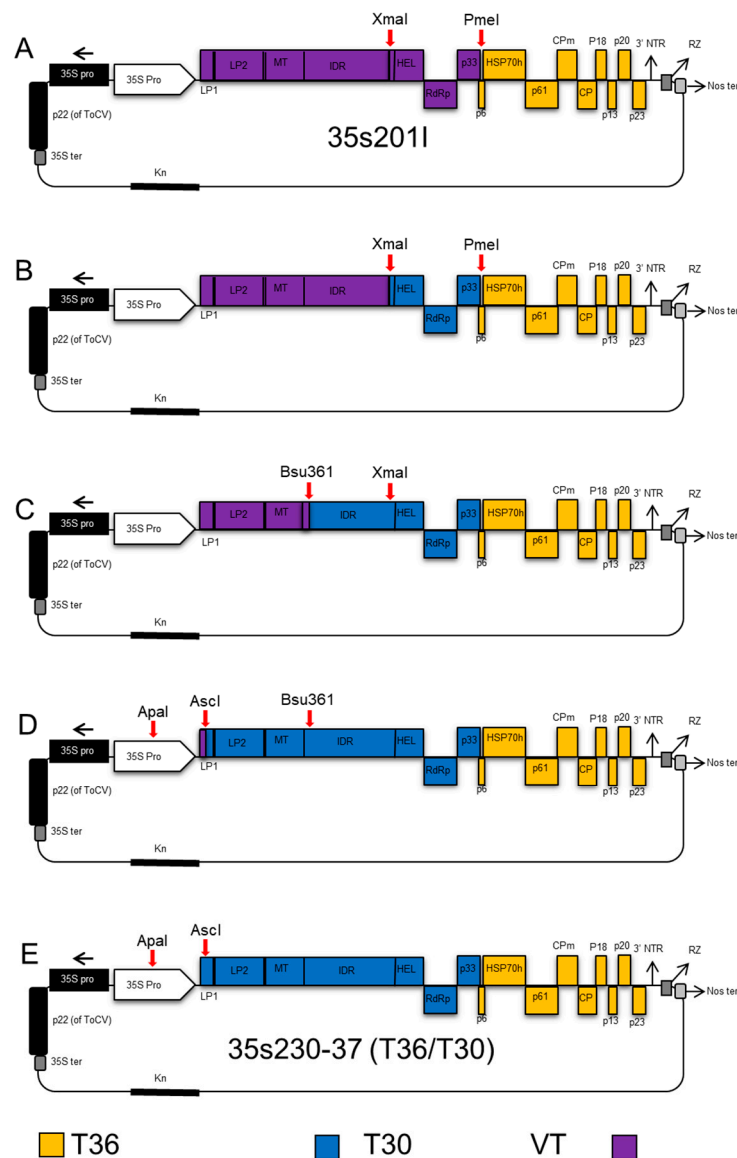 A
XmaI
PmeI
CPm
P18
p20
3' NTR
RZ
35S pro
35S Pro
LP1
LP2
MT
IDR
HEL
RdRp
p33
p6
HSP70h
p61
CP
p13
p23
Nos ter
p22 (of ToCV)
35S ter
Kn
35s201I
B
XmaI
PmeI
CPm
P18
p20
3' NTR
RZ
35S pro
35S Pro
LP1
LP2
MT
IDR
HEL
RdRp
p33
p6
HSP70h
p61
CP
p13
p23
Nos ter
p22 (of ToCV)
35S ter
Kn
C
Bsu361
XmaI
CPm
P18
p20
3' NTR
RZ
35S pro
35S Pro
LP1
LP2
MT
IDR
HEL
RdRp
p33
p6
HSP70h
p61
CP
p13
p23
Nos ter
p22 (of ToCV)
35S ter
Kn
D
ApaI
AscI
Bsu361
CPm
P18
p20
3' NTR
RZ
35S pro
35S Pro
LP1
LP2
MT
IDR
HEL
RdRp
p33
p6
HSP70h
p61
CP
p13
p23
Nos ter
p22 (of ToCV)
35S ter
Kn
E
ApaI
AscI
CPm
P18
p20
3' NTR
RZ
35S pro
35S Pro
LP1
LP2
MT
IDR
HEL
RdRp
p33
p6
HSP70h
p61
CP
p13
p23
Nos ter
p22 (of ToCV)
35S ter
Kn
35s230-37 (T36/T30)
T36
T30
VT